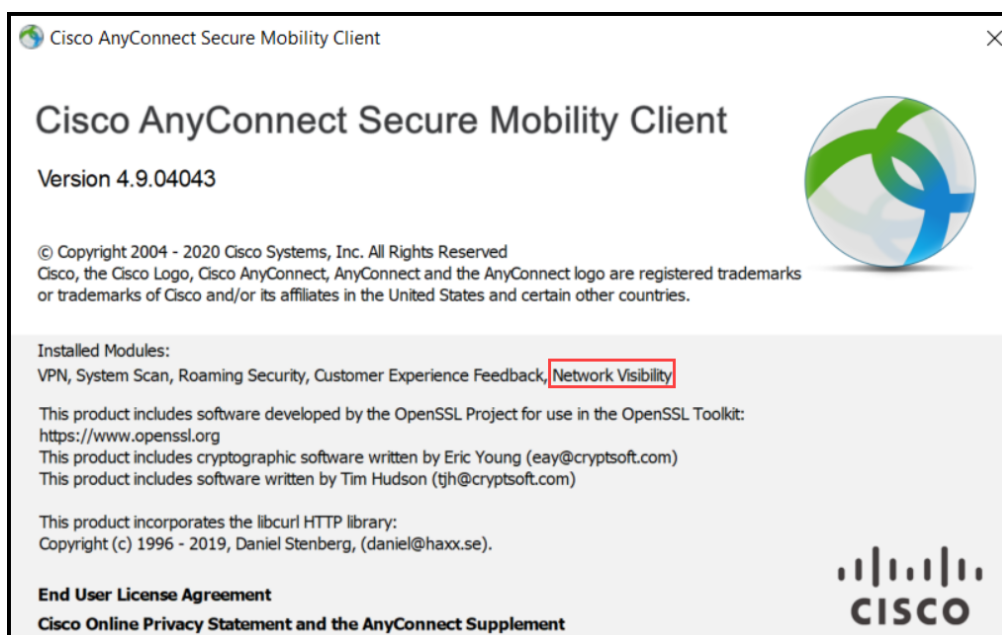 Cisco AnyConnect Secure Mobility Client
Cisco AnyConnect Secure Mobility Client
Version 4.9.04043
© Copyright 2004 - 2020 Cisco Systems, Inc. All Rights Reserved
Cisco, the Cisco Logo, Cisco AnyConnect, AnyConnect and the AnyConnect logo are registered trademarks
or trademarks of Cisco and/or its affiliates in the United States and certain other countries.
Installed Modules:
VPN, System Scan, Roaming Security, Customer Experience Feedback, Network Visibility
This product includes software developed by the OpenSSL Project for use in the OpenSSL Toolkit:
https://www.openssl.org
This product includes cryptographic software written by Eric Young (eay@cryptsoft.com)
This product includes software written by Tim Hudson (tjh@cryptsoft.com)
This product incorporates the libcurl HTTP library:
Copyright (c) 1996 - 2019, Daniel Stenberg, (daniel@haxx.se).
End User License Agreement
Cisco Online Privacy Statement and the AnyConnect Supplement
CISCO